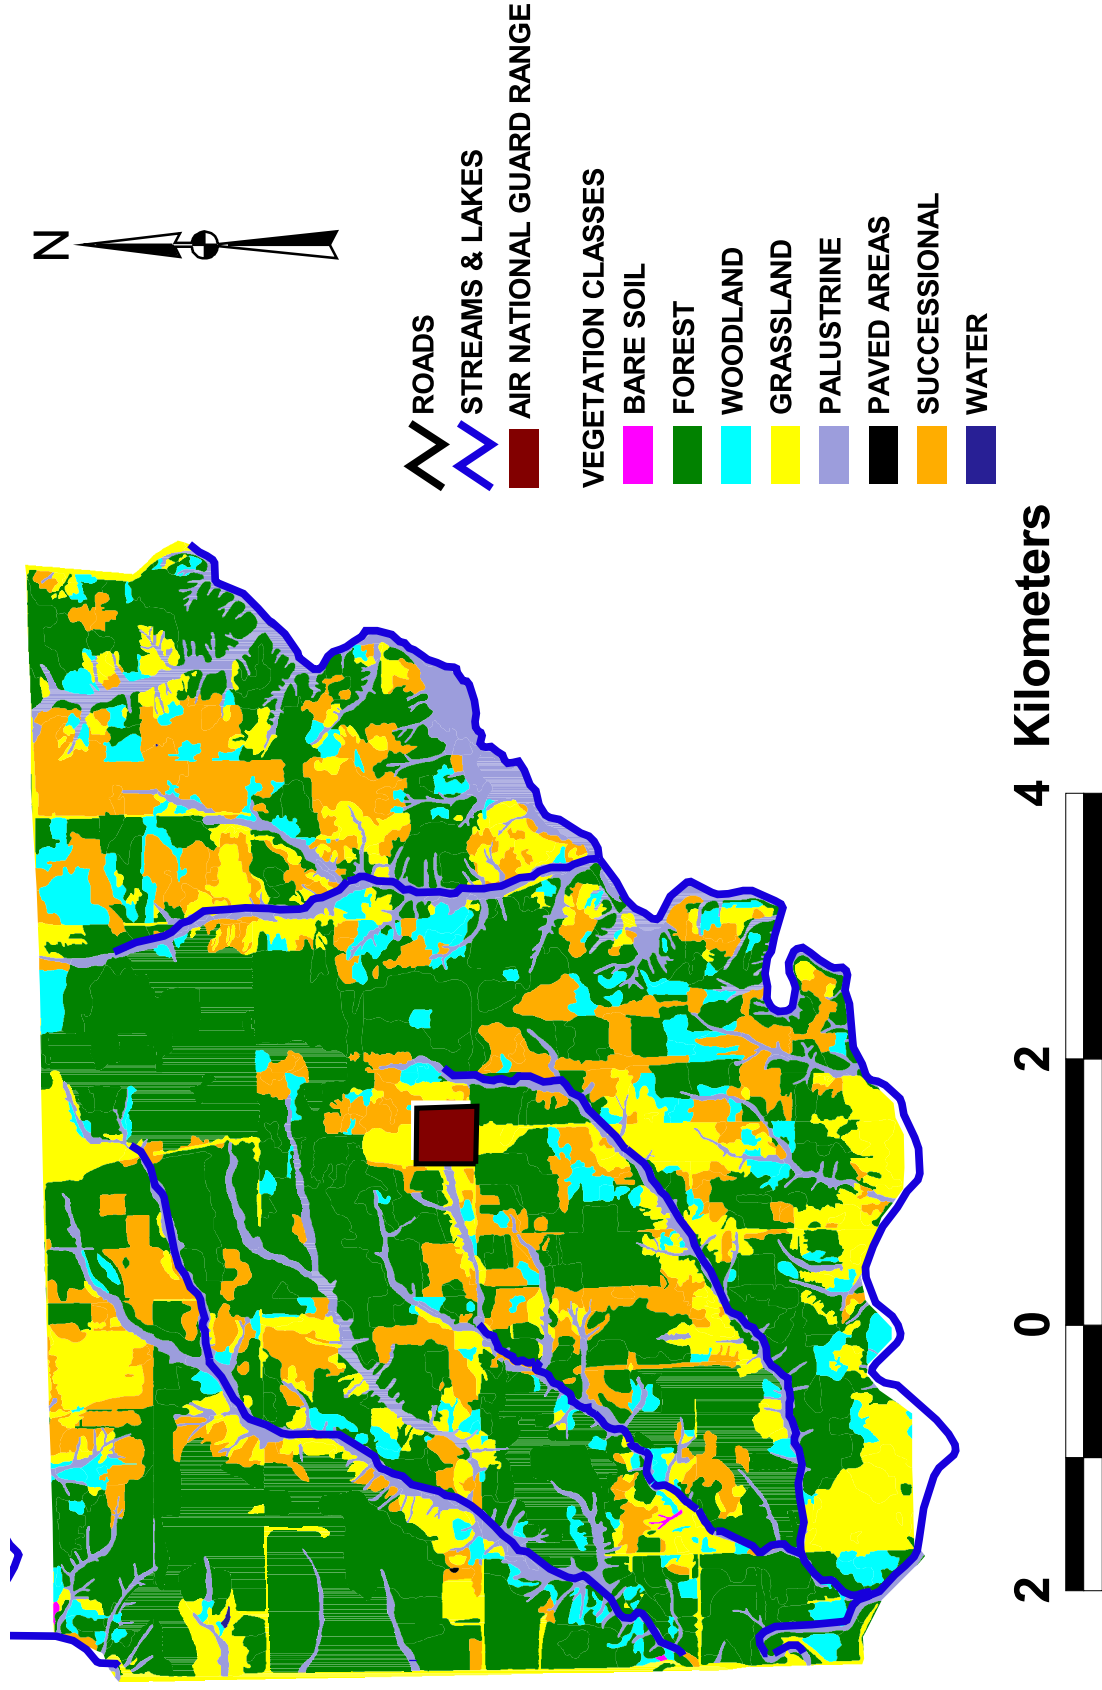 N
ROADS
STREAMS & LAKES
AIR NATIONAL GUARD RANGE
VEGETATION CLASSES
BARE SOIL
FOREST
WOODLAND
GRASSLAND
PALUSTRINE
PAVED AREAS
SUCCESSIONAL
WATER
2 0 2 4 Kilometers